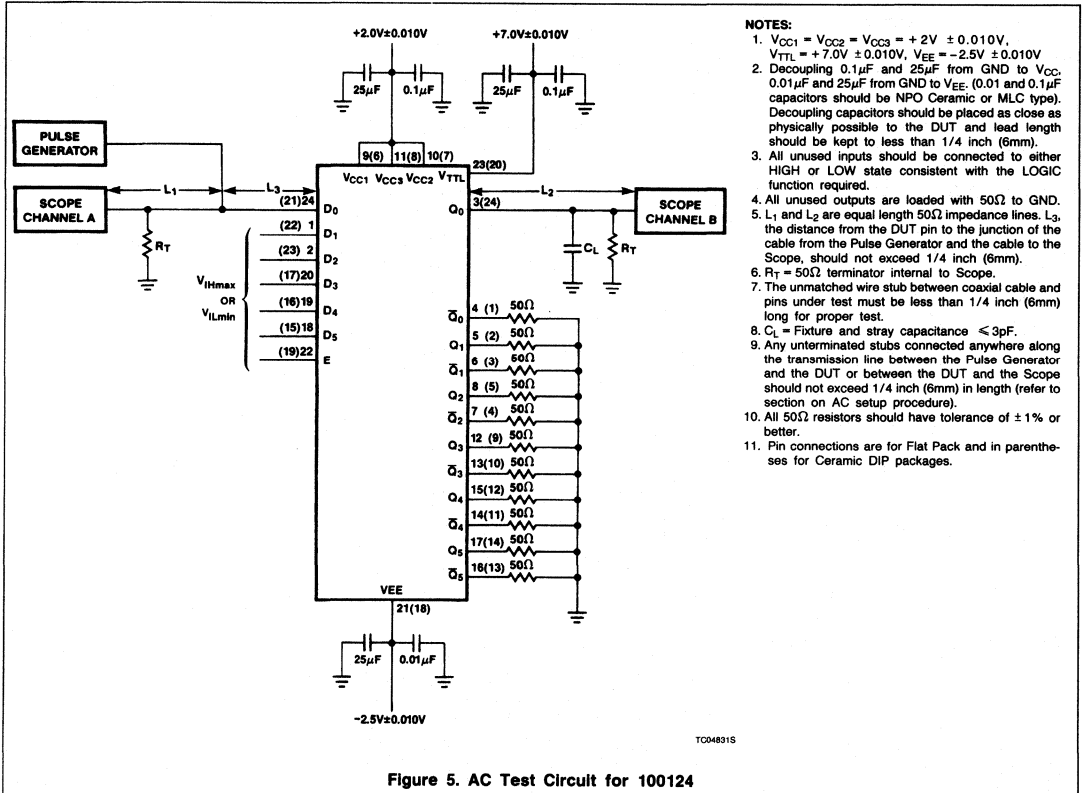 +2.0V±0.010V
+7.0V±0.010V
25μF
0.1μF
25μF
0.1μF
PULSE
GENERATOR
SCOPE
CHANNEL A
L1
L3
RT
9(6)
11(8)
10(7)
23(20)
VCC1
VCC3
VCC2
VTTL
L2
SCOPE
CHANNEL B
CL
RT
(21)24 D0
(22) 1 D1
(23) 2 D2
(17)20 D3
(16)19 D4
(15)18 D5
(19)22 E
VIHmax
OR
VILmin
Q0 3(24)
Q̅0 4 (1) 50Ω
Q1 5 (2) 50Ω
Q̅1 6 (3) 50Ω
Q2 8 (5) 50Ω
Q̅2 7 (4) 50Ω
Q3 12 (9) 50Ω
Q̅3 13(10) 50Ω
Q4 15(12) 50Ω
Q̅4 14(11) 50Ω
Q5 17(14) 50Ω
Q̅5 16(13) 50Ω
VEE
21(18)
25μF
0.01μF
−2.5V±0.010V
NOTES:
1. VCC1 = VCC2 = VCC3 = +2V ±0.010V,
VTTL = +7.0V ±0.010V, VEE = −2.5V ±0.010V
2. Decoupling 0.1μF and 25μF from GND to VCC,
0.01μF and 25μF from GND to VEE. (0.01 and 0.1μF
capacitors should be NPO Ceramic or MLC type).
Decoupling capacitors should be placed as close as
physically possible to the DUT and lead length
should be kept to less than 1/4 inch (6mm).
3. All unused inputs should be connected to either
HIGH or LOW state consistent with the LOGIC
function required.
4. All unused outputs are loaded with 50Ω to GND.
5. L1 and L2 are equal length 50Ω impedance lines. L3,
the distance from the DUT pin to the junction of the
cable from the Pulse Generator and the cable to the
Scope, should not exceed 1/4 inch (6mm).
6. RT = 50Ω terminator internal to Scope.
7. The unmatched wire stub between coaxial cable and
pins under test must be less than 1/4 inch (6mm)
long for proper test.
8. CL = Fixture and stray capacitance ⩽ 3pF.
9. Any unterminated stubs connected anywhere along
the transmission line between the Pulse Generator
and the DUT or between the DUT and the Scope
should not exceed 1/4 inch (6mm) in length (refer to
section on AC setup procedure).
10. All 50Ω resistors should have tolerance of ±1% or
better.
11. Pin connections are for Flat Pack and in parenthe-
ses for Ceramic DIP packages.
TC04831S
Figure 5. AC Test Circuit for 100124